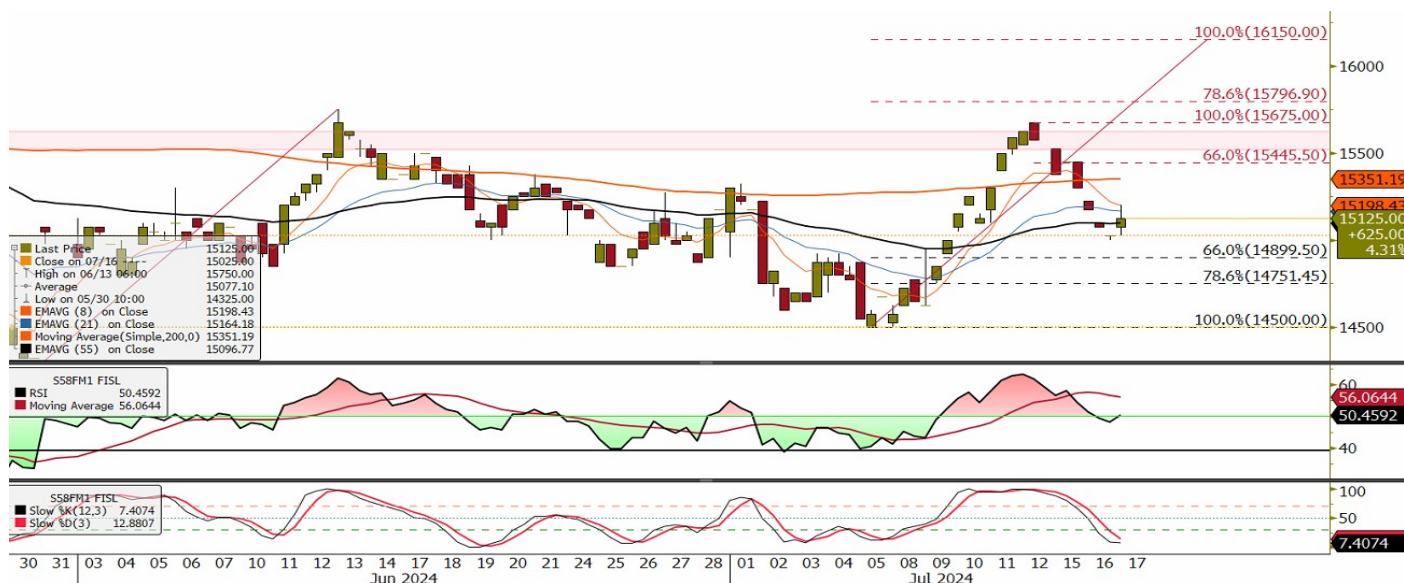 100.0%(16150.00)
16000
78.6%(15796.90)
100.0%(15675.00)
15500
66.0%(15445.50)
15351.19
15198.43
15125.00
+625.00
4.31%
66.0%(14899.50)
78.6%(14751.45)
100.0%(14500.00)
14500
Last Price 15125.00
Close on 07/16 ---- 15025.00
High on 06/13 06:00 15750.00
Average 15077.10
Low on 05/30 10:00 14325.00
EMAVG (8) on Close 15198.43
EMAVG (21) on Close 15164.18
Moving Average(Simple,200,0) 15351.19
EMAVG (55) on Close 15096.77
S58FM1 FISL
RSI 50.4592
Moving Average 56.0644
60
56.0644
50.4592
40
S58FM1 FISL
Slow %K(12,3) 7.4074
Slow %D(3) 12.8807
100
50
7.4074
30 31 03 04 05 06 07 10 11 12 13 14 17 18 19 20 21 24 25 26 27 28 01 02 03 04 05 08 09 10 11 12 15 16 17
Jun 2024 Jul 2024